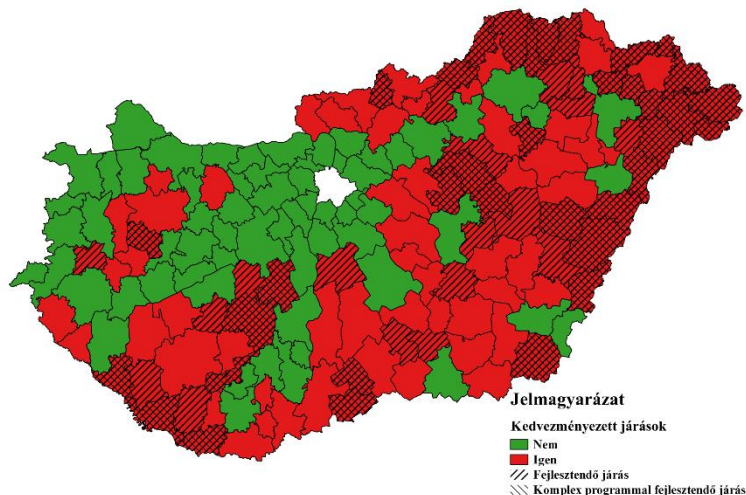 Jelmagyarázat
Kedvezményezett járások
Nem
Igen
Fejlesztendő járás
Komplex programmal fejlesztendő járás